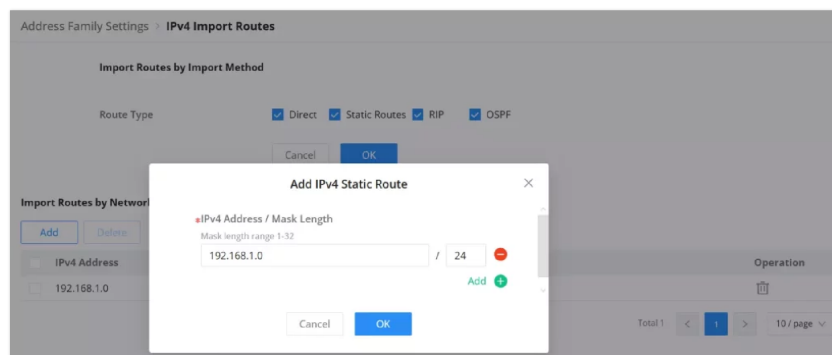 Address Family Settings > IPv4 Import Routes
Import Routes by Import Method
Route Type
Direct
Static Routes
RIP
OSPF
Cancel
OK
Import Routes by Networ
Add
Delete
IPv4 Address
Operation
192.168.1.0
Total 1
<
1
>
10 / page
Add IPv4 Static Route
*IPv4 Address / Mask Length
Mask length range 1-32
192.168.1.0 / 24
Add
Cancel
OK